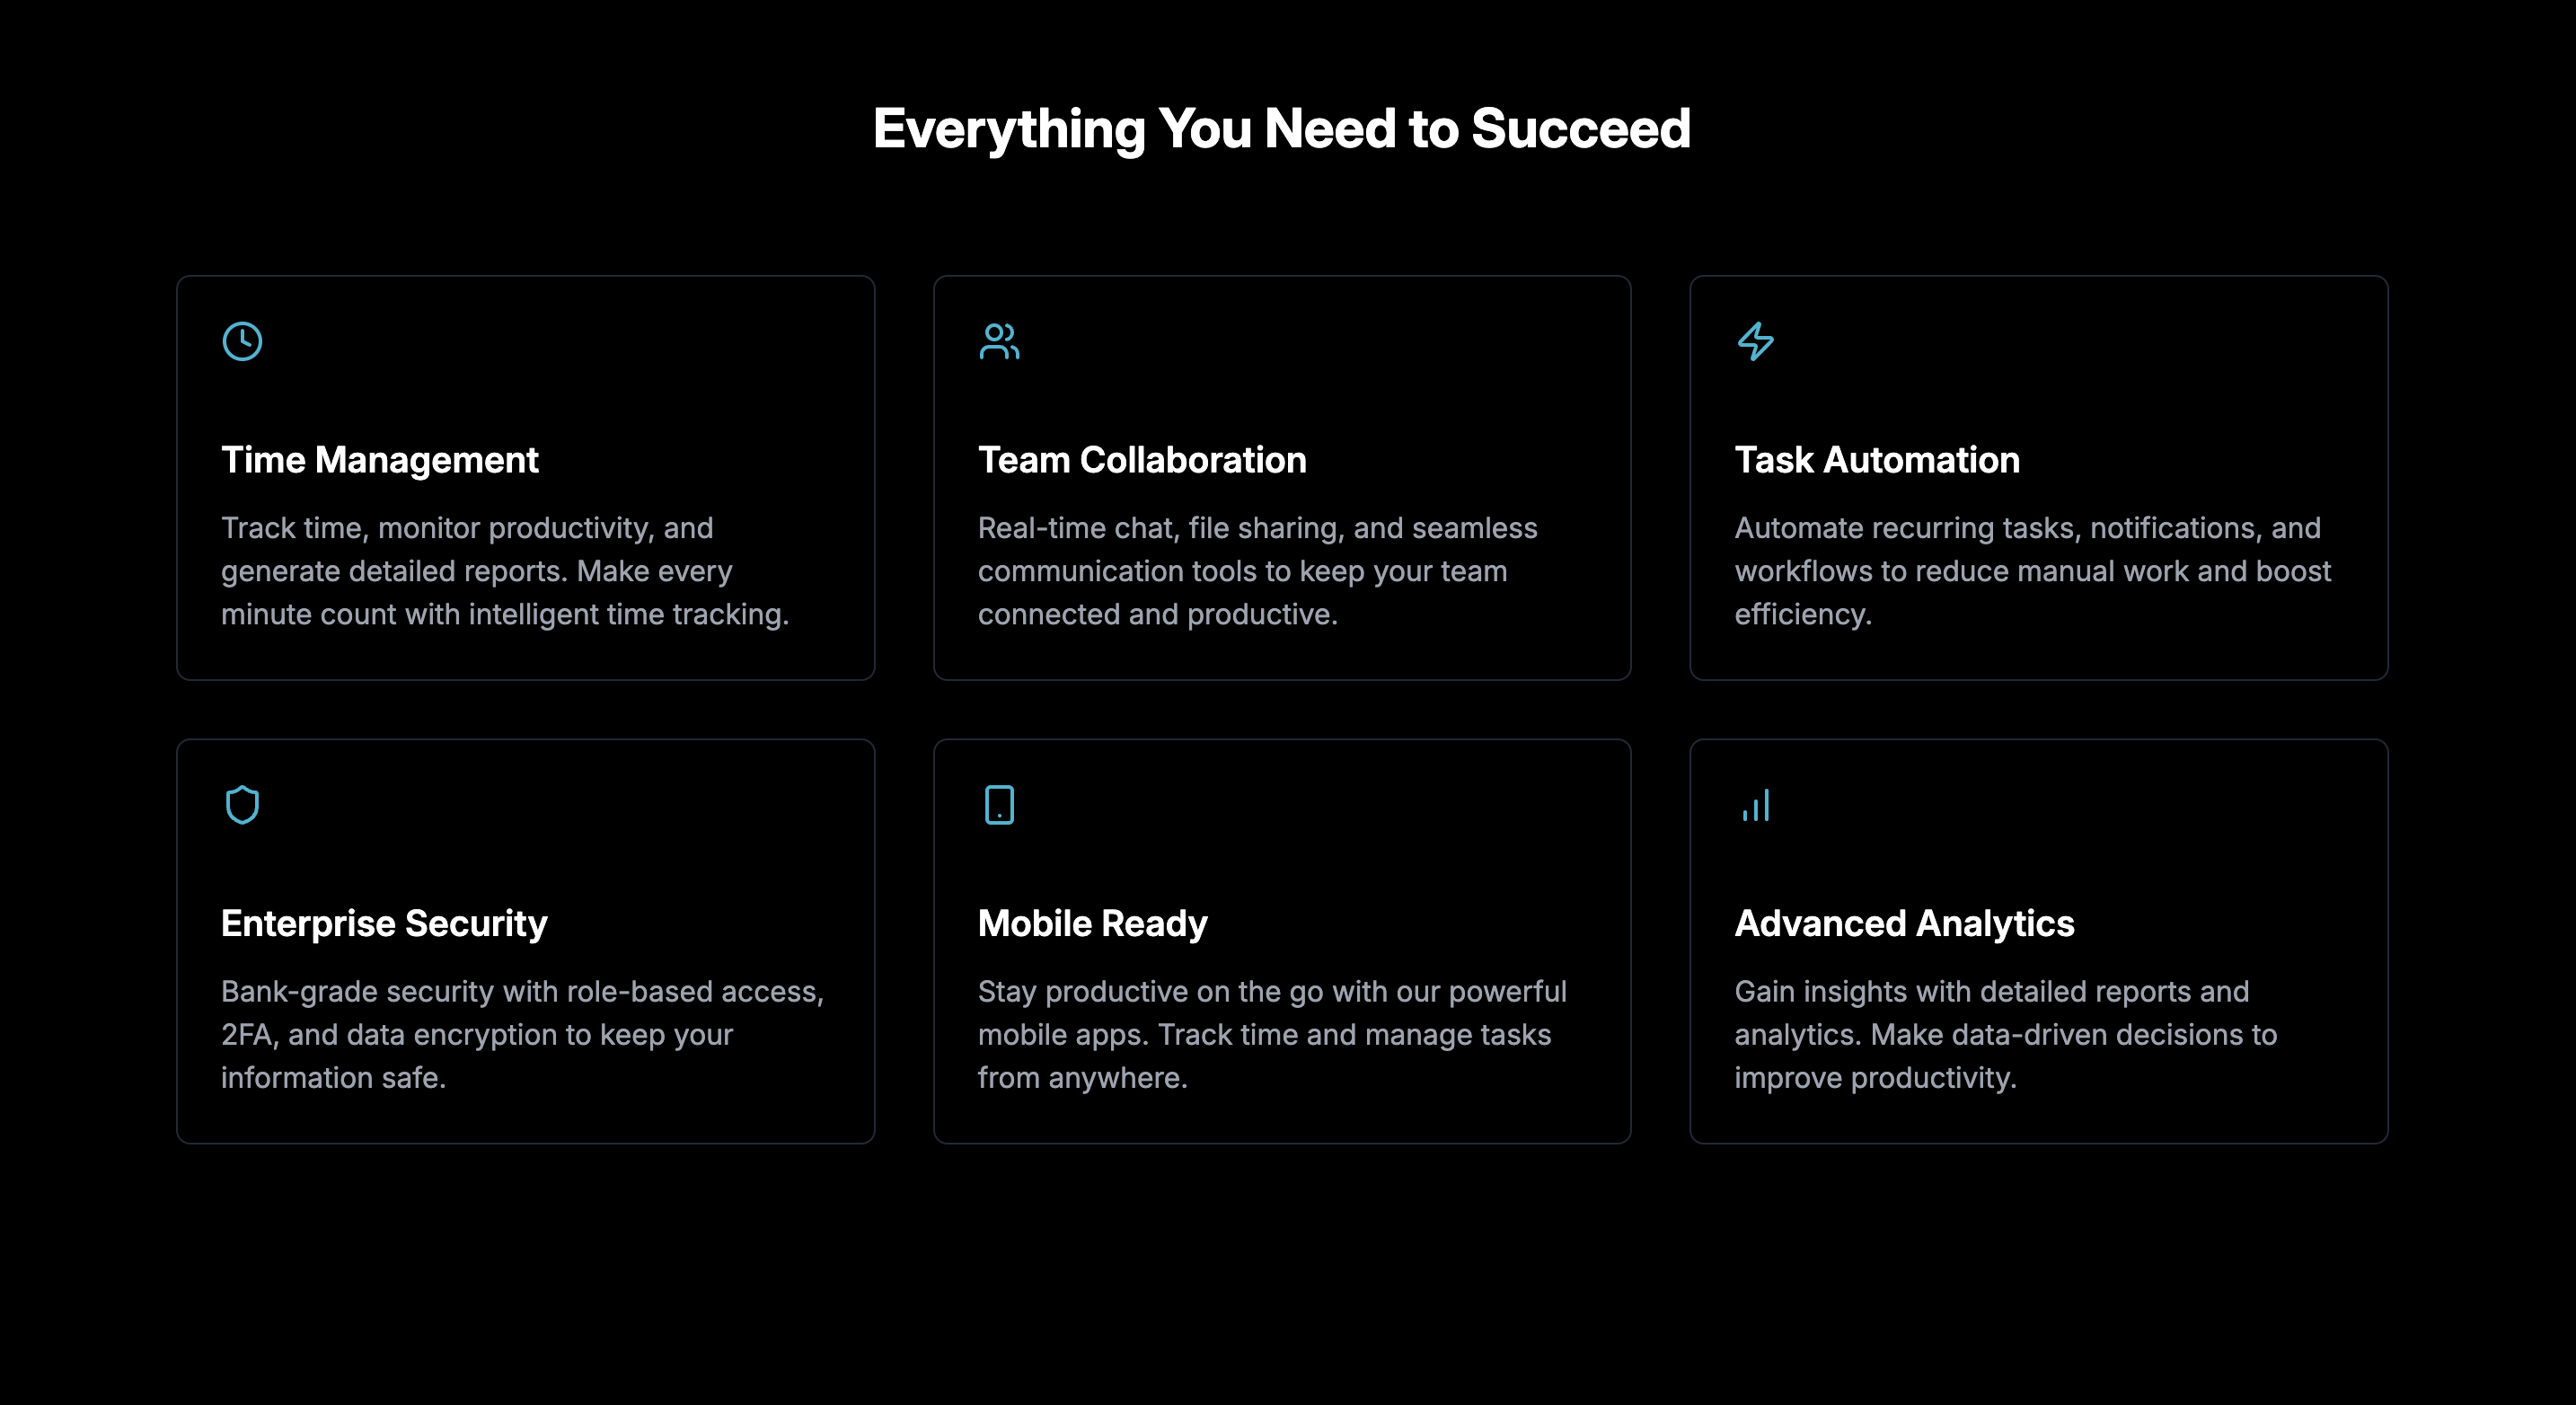 Everything You Need to Succeed
Time Management
Track time, monitor productivity, and
generate detailed reports. Make every
minute count with intelligent time tracking.
Team Collaboration
Real-time chat, file sharing, and seamless
communication tools to keep your team
connected and productive.
Task Automation
Automate recurring tasks, notifications, and
workflows to reduce manual work and boost
efficiency.
Enterprise Security
Bank-grade security with role-based access,
2FA, and data encryption to keep your
information safe.
Mobile Ready
Stay productive on the go with our powerful
mobile apps. Track time and manage tasks
from anywhere.
Advanced Analytics
Gain insights with detailed reports and
analytics. Make data-driven decisions to
improve productivity.